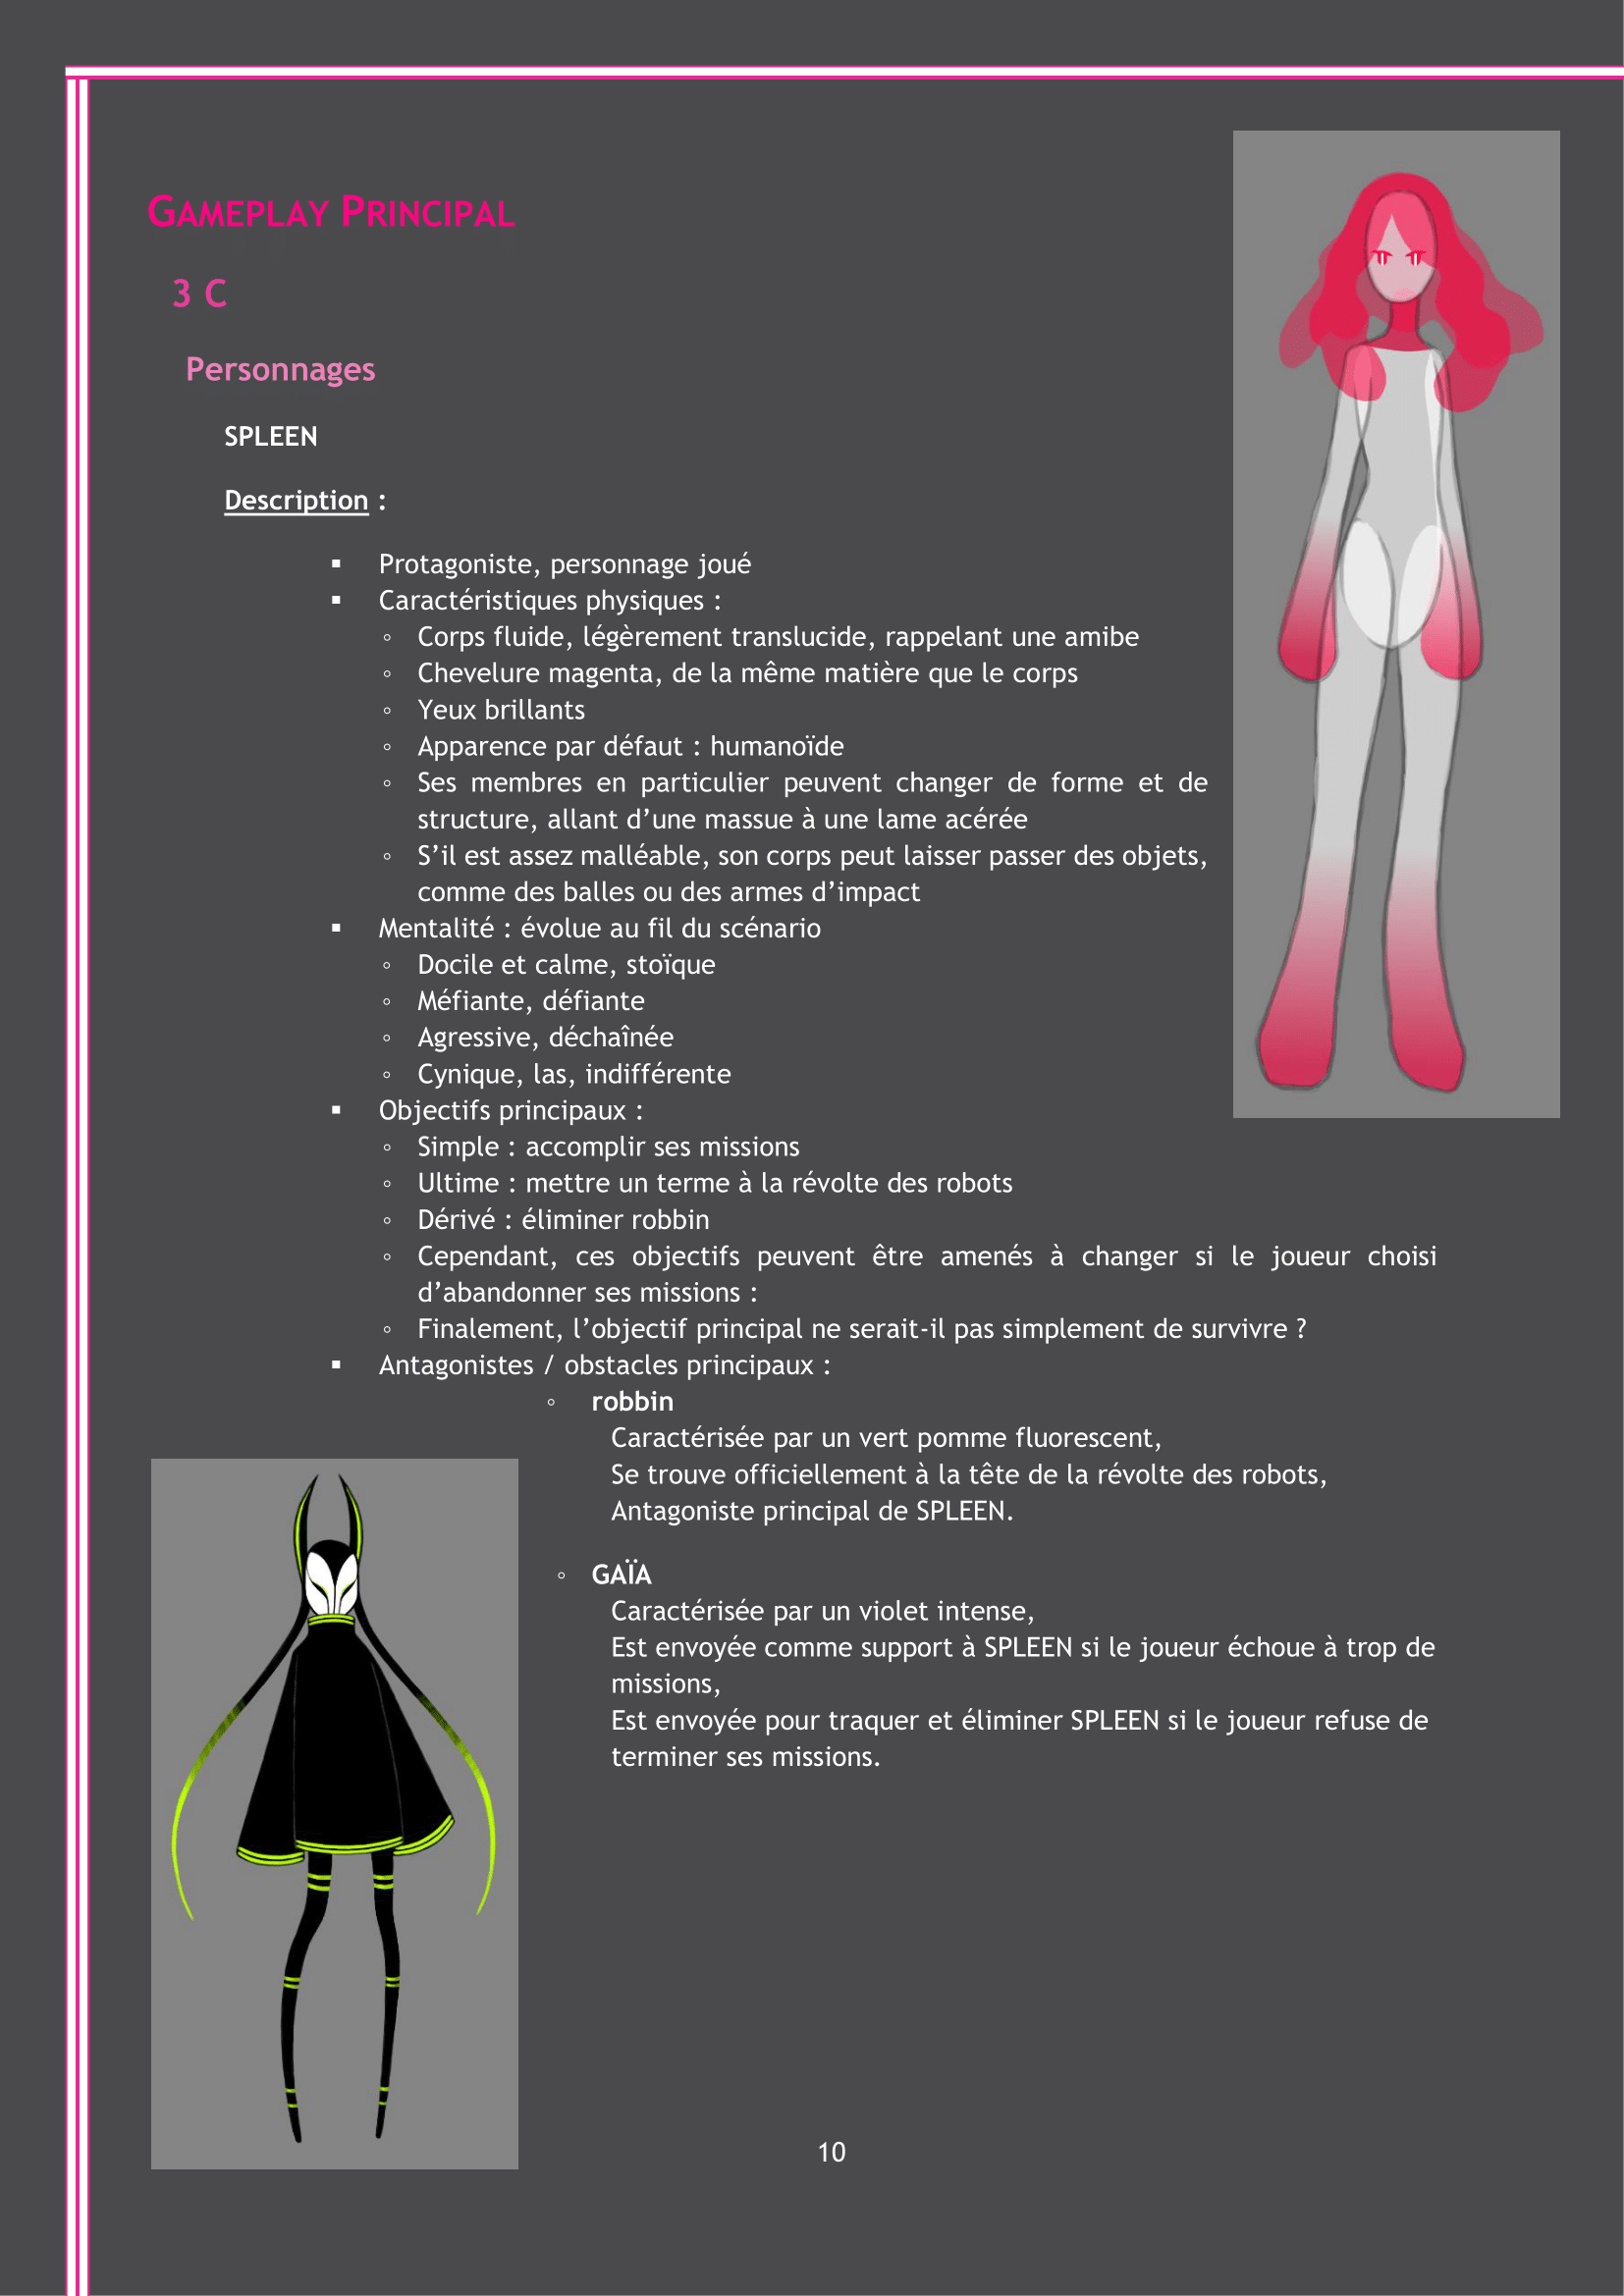 GAMEPLAY PRINCIPAL
3 C
Personnages
SPLEEN
Description :
▪ Protagoniste, personnage joué
▪ Caractéristiques physiques :
◦ Corps fluide, légèrement translucide, rappelant une amibe
◦ Chevelure magenta, de la même matière que le corps
◦ Yeux brillants
◦ Apparence par défaut : humanoïde
◦ Ses membres en particulier peuvent changer de forme et de
structure, allant d’une massue à une lame acérée
◦ S’il est assez malléable, son corps peut laisser passer des objets,
comme des balles ou des armes d’impact
▪ Mentalité : évolue au fil du scénario
◦ Docile et calme, stoïque
◦ Méfiante, défiante
◦ Agressive, déchaînée
◦ Cynique, las, indifférente
▪ Objectifs principaux :
◦ Simple : accomplir ses missions
◦ Ultime : mettre un terme à la révolte des robots
◦ Dérivé : éliminer robbin
◦ Cependant, ces objectifs peuvent être amenés à changer si le joueur choisi
d’abandonner ses missions :
◦ Finalement, l’objectif principal ne serait-il pas simplement de survivre ?
▪ Antagonistes / obstacles principaux :
◦ robbin
Caractérisée par un vert pomme fluorescent,
Se trouve officiellement à la tête de la révolte des robots,
Antagoniste principal de SPLEEN.
◦ GAÏA
Caractérisée par un violet intense,
Est envoyée comme support à SPLEEN si le joueur échoue à trop de
missions,
Est envoyée pour traquer et éliminer SPLEEN si le joueur refuse de
terminer ses missions.
10